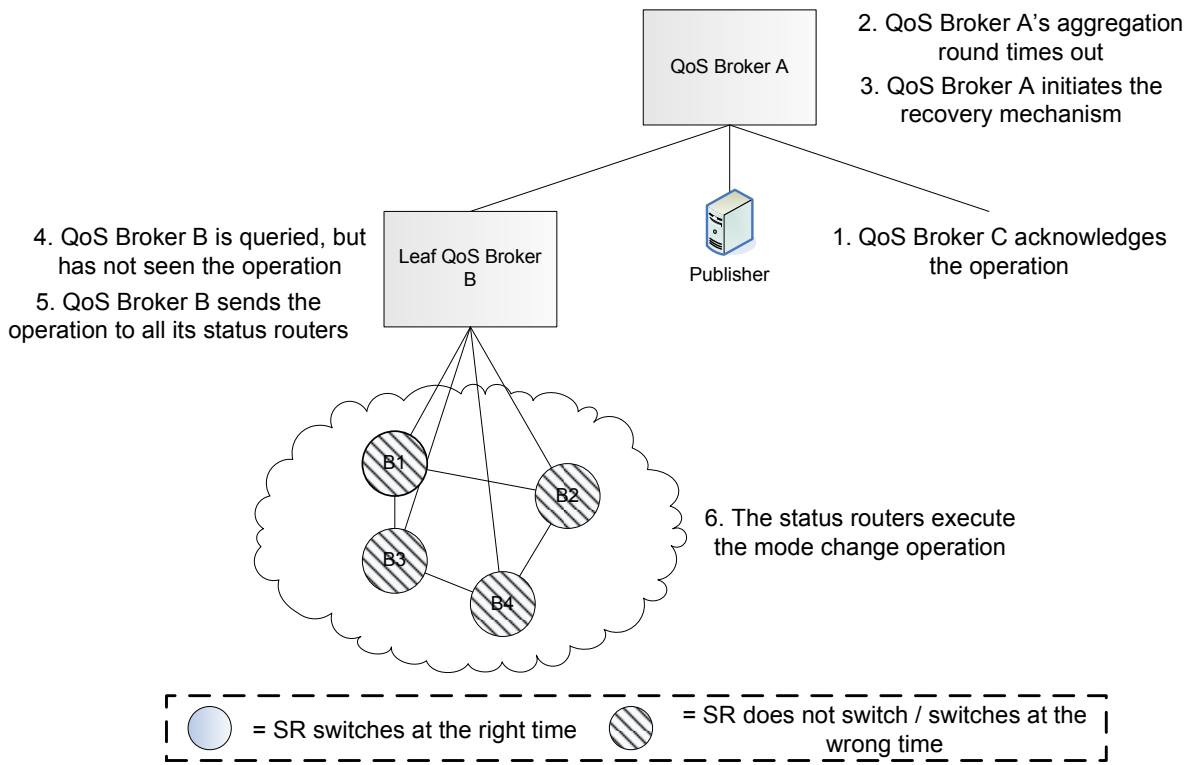 QoS Broker A
2. QoS Broker A’s aggregation
round times out
3. QoS Broker A initiates the
recovery mechanism
4. QoS Broker B is queried, but
has not seen the operation
5. QoS Broker B sends the
operation to all its status routers
Leaf QoS Broker
B
Publisher
1. QoS Broker C acknowledges
the operation
B1
B2
B3
B4
6. The status routers execute
the mode change operation
= SR switches at the right time
= SR does not switch / switches at the
wrong time